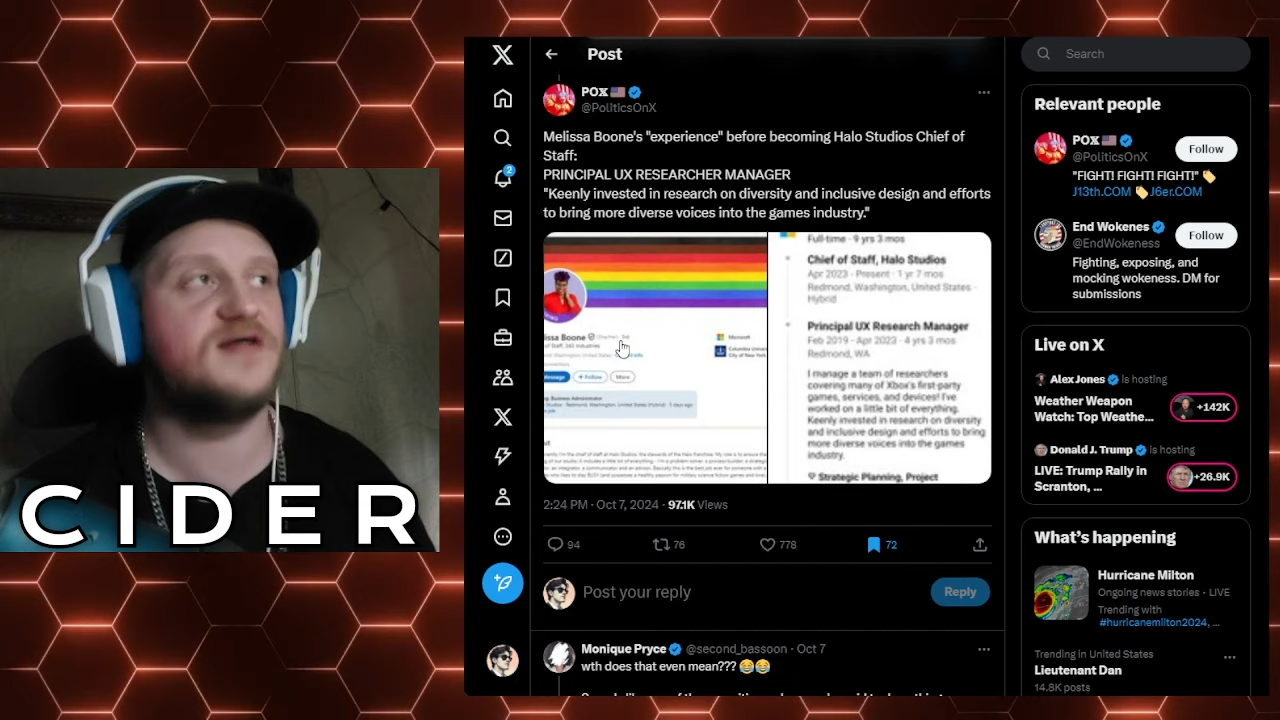 CIDER
Post
POX
@PoliticsOnX
Melissa Boone's "experience" before becoming Halo Studios Chief of
Staff:
PRINCIPAL UX RESEARCHER MANAGER
"Keenly invested in research on diversity and inclusive design and efforts
to bring more diverse voices into the games industry."
issa Boone
of Staff, 343 Industries
+ Follow
More
Microsoft
Full-time · 9 yrs 3 mos
Chief of Staff, Halo Studios
Apr 2023 - Present · 1 yr 7 mos
Redmond, Washington, United States ·
Hybrid
Principal UX Research Manager
Feb 2019 - Apr 2023 · 4 yrs 3 mos
Redmond, WA
I manage a team of researchers
covering many of Xbox's first-party
games, services, and devices! I've
worked on a little bit of everything.
Keenly invested in research on diversity
and inclusive design and efforts to bring
more diverse voices into the games
industry.
Strategic Planning, Project
2:24 PM · Oct 7, 2024 · 97.1K Views
94
76
778
72
Post your reply
Reply
Monique Pryce @second_bassoon · Oct 7
wth does that even mean??? 😂😂
2
Search
Relevant people
POX
@PoliticsOnX
Follow
"FIGHT! FIGHT! FIGHT!" 🏷️
J13th.COM 🏷️J6er.COM
End Wokeness
@EndWokeness
Follow
Fighting, exposing, and
mocking wokeness. DM for
submissions
Live on X
Alex Jones is hosting
Weather Weapon
Watch: Top Weathe...
+142K
Donald J. Trump is hosting
LIVE: Trump Rally in
Scranton, ...
+26.9K
What's happening
Hurricane Milton
Ongoing news stories · LIVE
Trending with
#hurricanemilton2024, ...
Trending in United States
Lieutenant Dan
14.8K posts